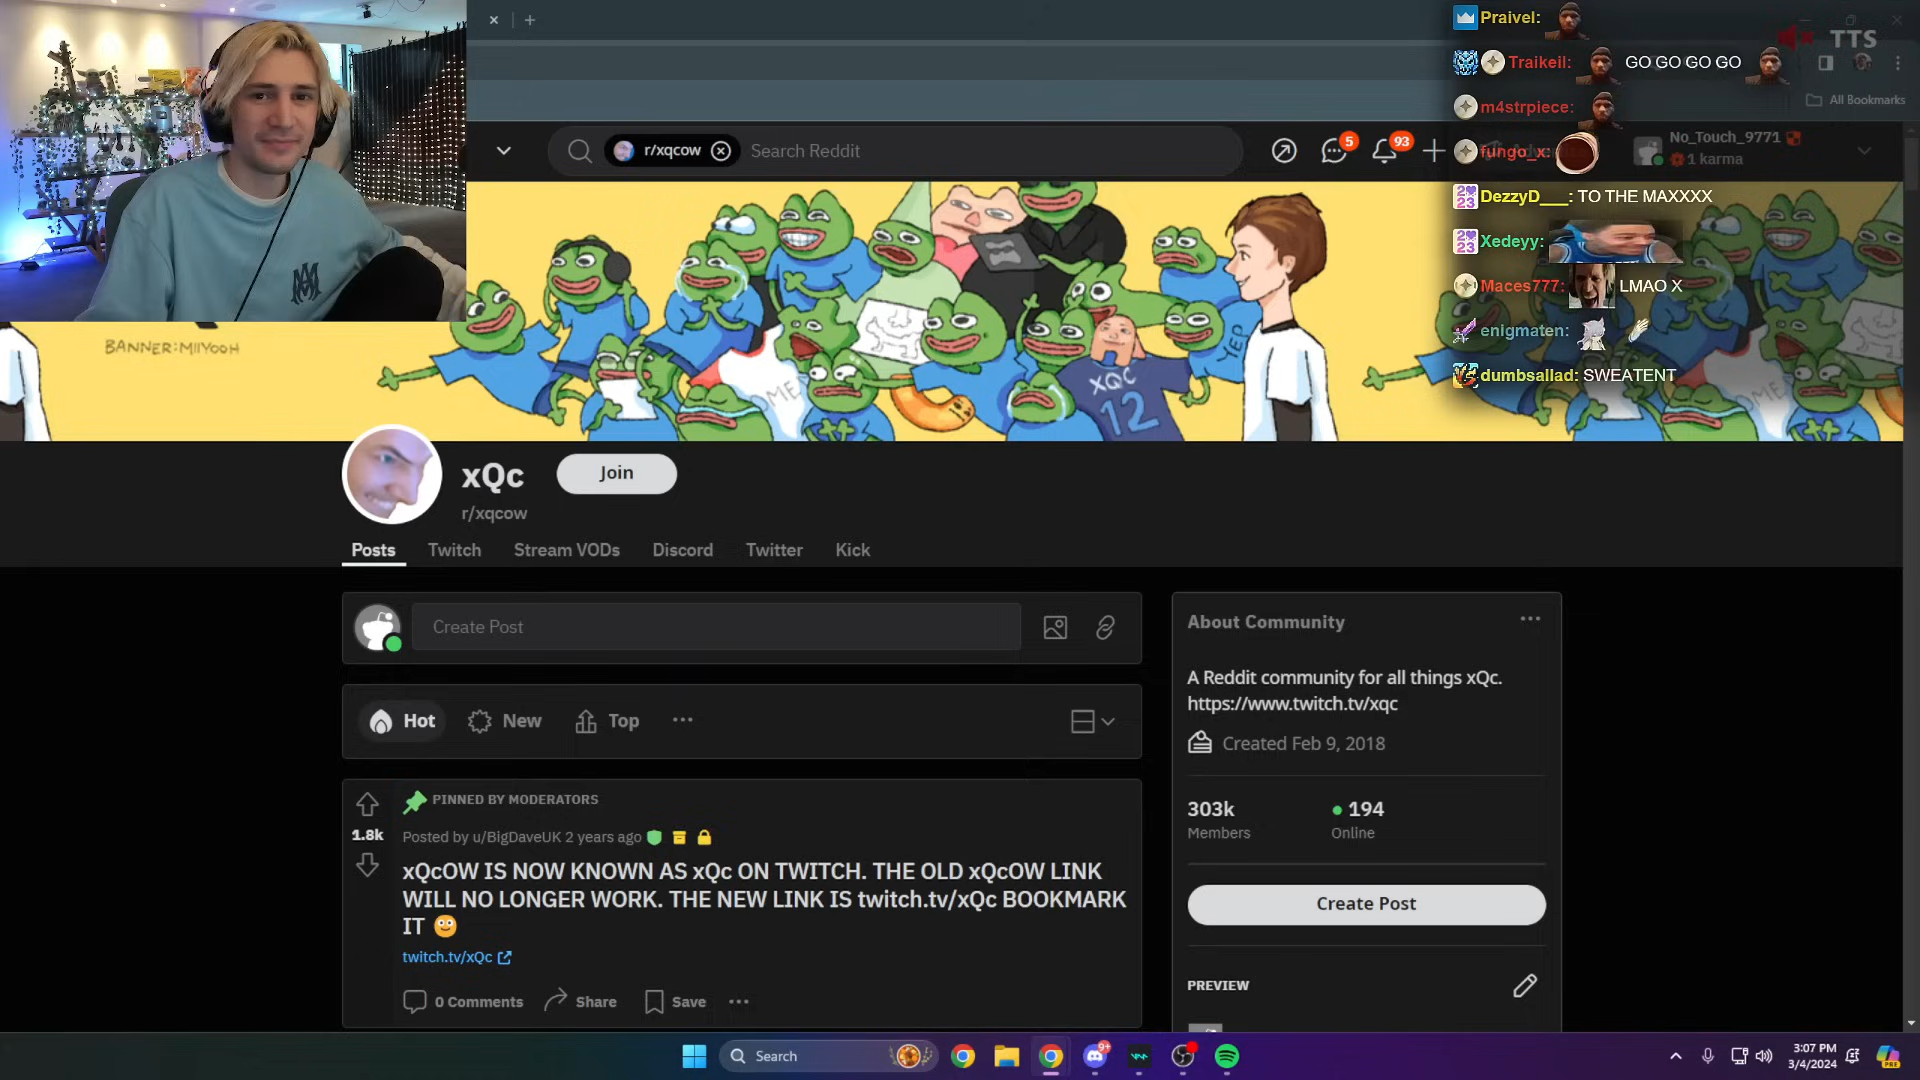 Praivel:
TTS
Traikeil: GO GO GO GO
m4strpiece:
All Bookmarks
r/xqcow
Search Reddit
5
93
fungo_x:
No_Touch_9771
1 karma
DezzyD___: TO THE MAXXXX
Xedeyy:
Maces777: LMAO X
enigmaten:
dumbsallad: SWEATENT
BANNER:MIIYOOH
YEP
XQC
12
xQc
Join
r/xqcow
Posts
Twitch
Stream VODs
Discord
Twitter
Kick
Create Post
Hot
New
Top
PINNED BY MODERATORS
1.8k
Posted by u/BigDaveUK 2 years ago
xQcOW IS NOW KNOWN AS xQc ON TWITCH. THE OLD xQcOW LINK
WILL NO LONGER WORK. THE NEW LINK IS twitch.tv/xQc BOOKMARK
IT
twitch.tv/xQc
0 Comments
Share
Save
About Community
A Reddit community for all things xQc.
https://www.twitch.tv/xqc
Created Feb 9, 2018
303k
194
Members
Online
Create Post
PREVIEW
Search
9+
3:07 PM
3/4/2024
PRE